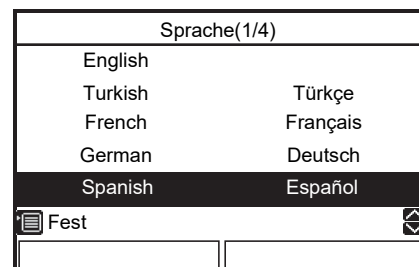 Sprache(1/4)
English
Turkish Türkçe
French Français
German Deutsch
Spanish Español
Fest